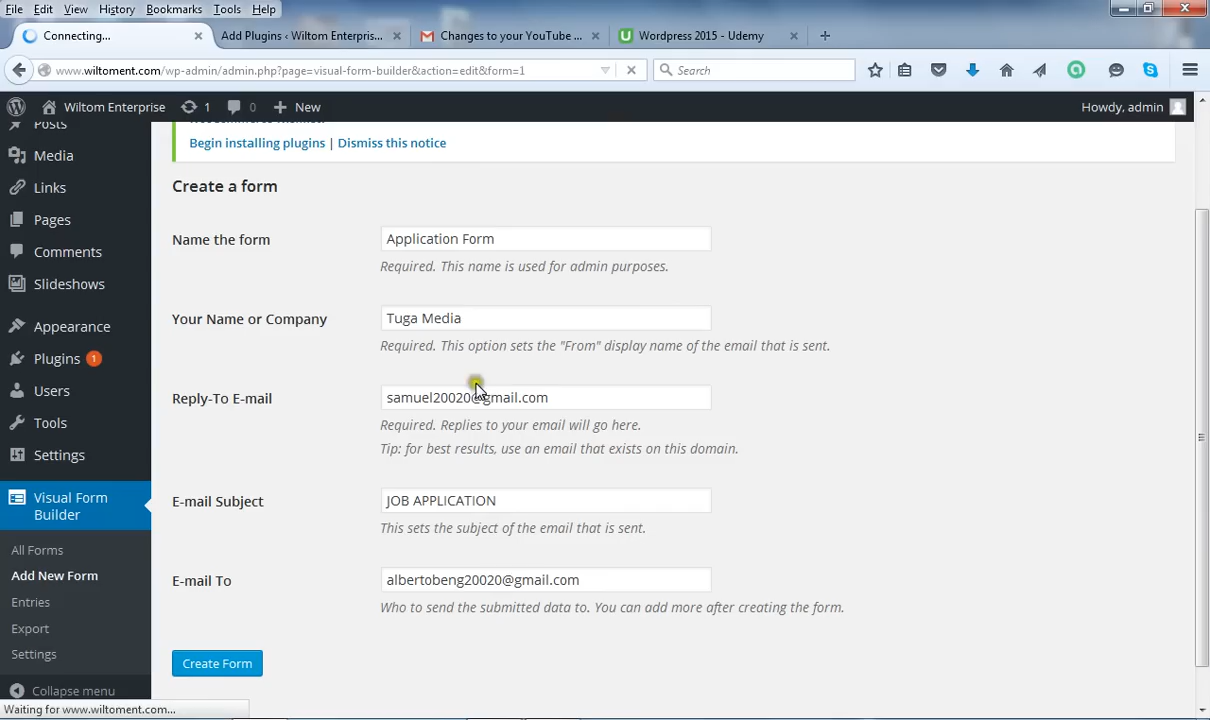 File Edit View History Bookmarks Tools Help
Connecting...
Add Plugins ‹ Wiltom Enterpris...
Changes to your YouTube ...
Wordpress 2015 - Udemy
www.wiltoment.com/wp-admin/admin.php?page=visual-form-builder&action=edit&form=1
Search
Wiltom Enterprise 1 0 New
Howdy, admin
Posts
Media
Links
Pages
Comments
Slideshows
Appearance
Plugins 1
Users
Tools
Settings
Visual Form
Builder
All Forms
Add New Form
Entries
Export
Settings
Collapse menu
Begin installing plugins | Dismiss this notice
Create a form
Name the form
Application Form
Required. This name is used for admin purposes.
Your Name or Company
Tuga Media
Required. This option sets the "From" display name of the email that is sent.
Reply-To E-mail
samuel20020@gmail.com
Required. Replies to your email will go here.
Tip: for best results, use an email that exists on this domain.
E-mail Subject
JOB APPLICATION
This sets the subject of the email that is sent.
E-mail To
albertobeng20020@gmail.com
Who to send the submitted data to. You can add more after creating the form.
Create Form
Waiting for www.wiltoment.com...